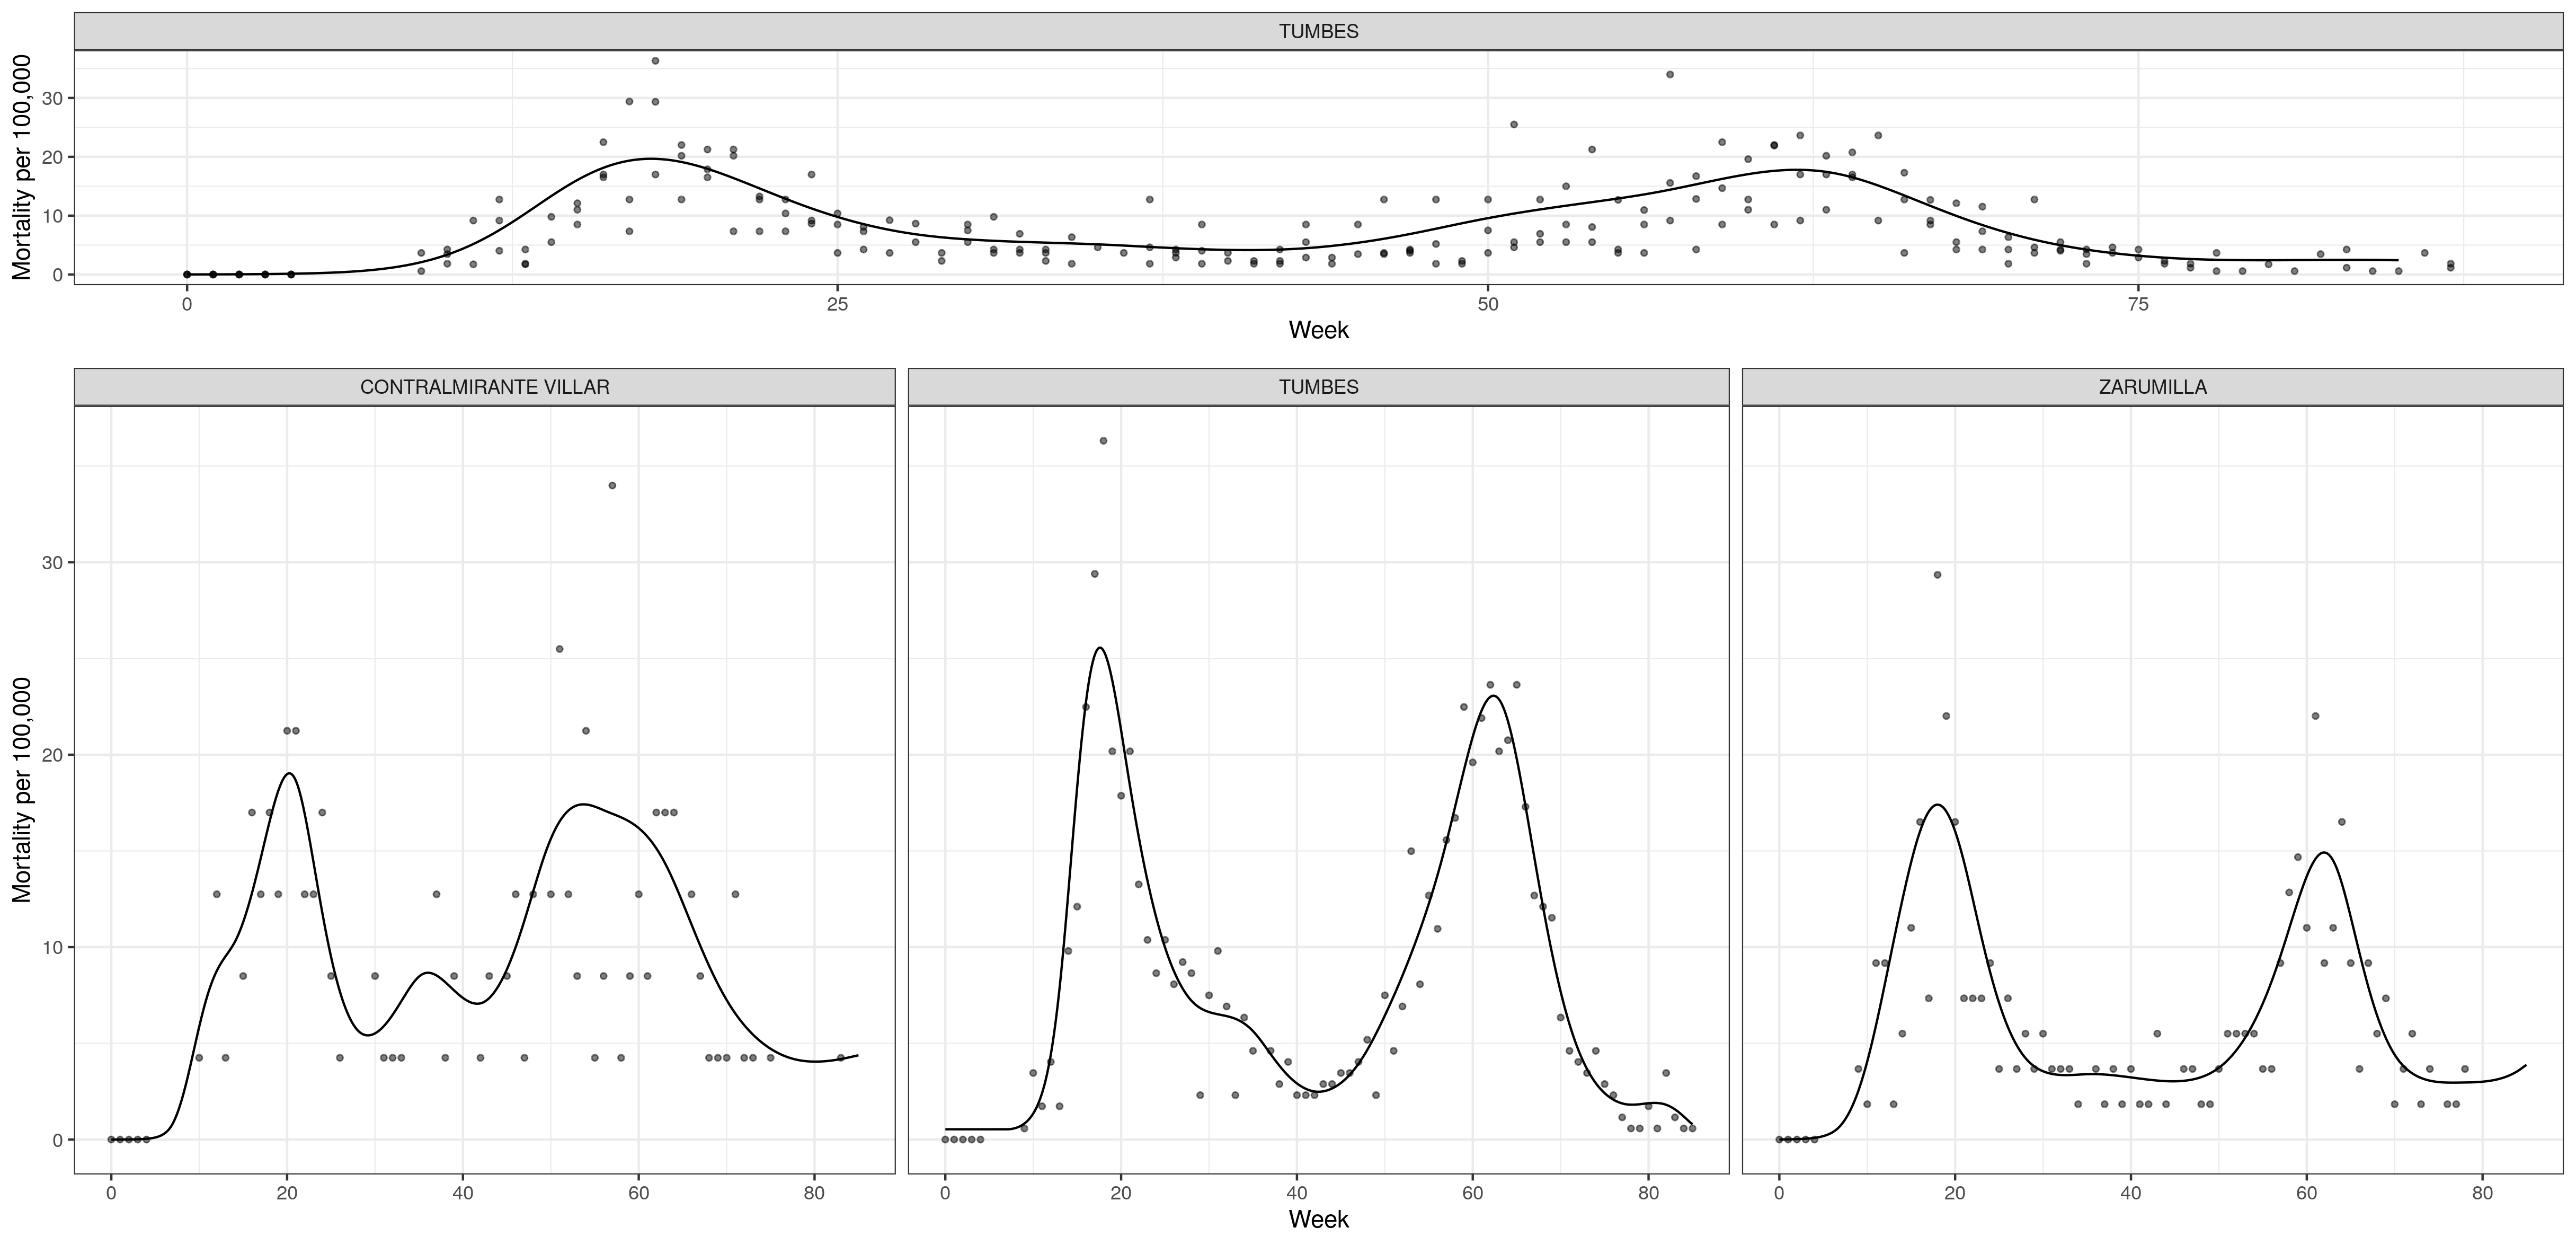 TUMBES
Mortality per 100,000
30
20
10
0
0 25 50 75
Week
CONTRALMIRANTE VILLAR TUMBES ZARUMILLA
Mortality per 100,000
30
20
10
0
0 20 40 60 80 0 20 40 60 80 0 20 40 60 80
Week